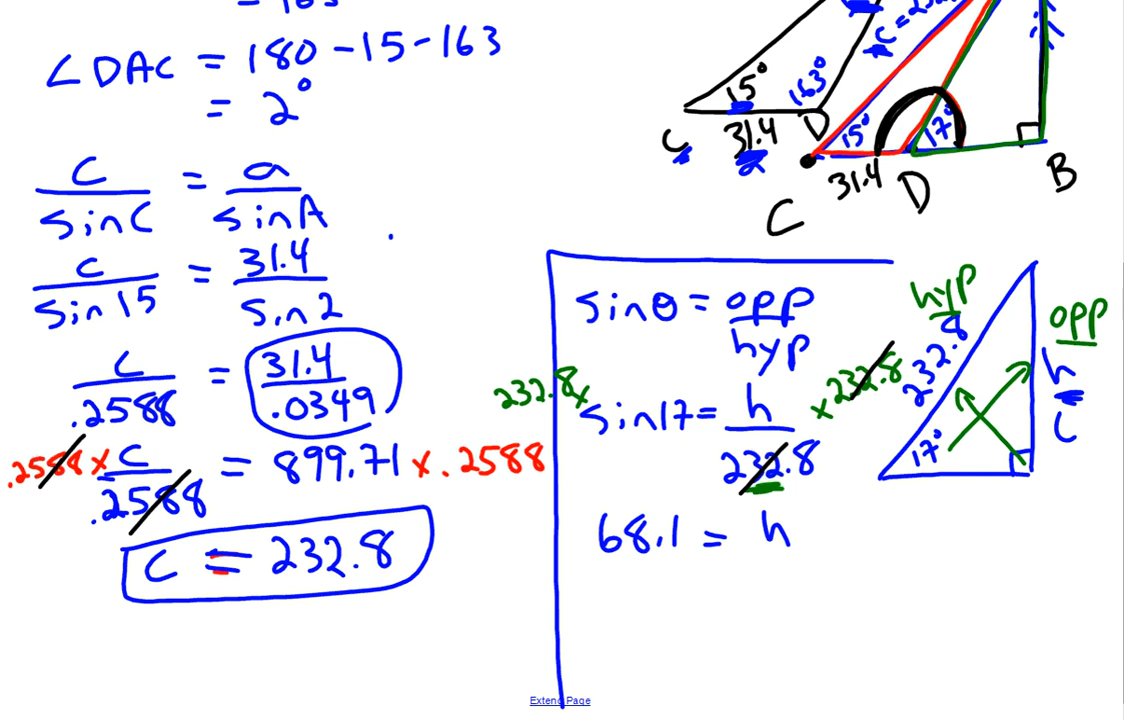 = 163
∠DAC = 180 - 15 - 163
= 2°
c/sinC = a/sinA
c/sin15 = 31.4/sin2
c/.2588 = 31.4/.0349
.2588 × c/.2588 = 899.71 × .2588
c = 232.8
15°
163°
C
31.4
a
D
15°
17°
31.4
D
B
C
sinθ = opp/hyp
232.8 × sin17 = h/232.8 × 232.8
68.1 = h
hyp
232.8
opp
h
17°
Extend Page